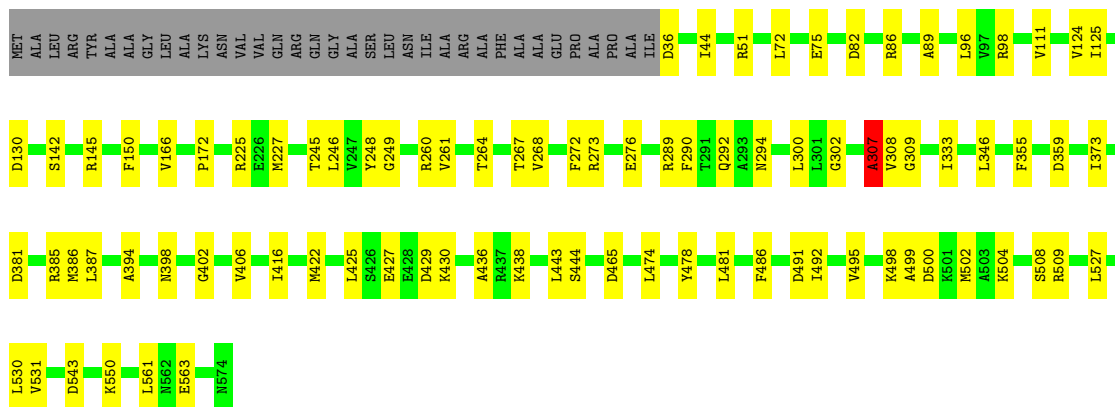 MET ALA LEU ARG TYR ALA ALA GLY LEU ALA LYS ASN VAL VAL GLN ARG GLN GLY ALA SER LEU ASN ILE ALA ARG ALA PHE ALA ALA GLU PRO ALA PRO ALA ILE D36 I44 R51 L72 E75 D82 R86 A89 L96 V97 R98 V111 V124 I125
D130 S142 R145 F150 V166 P172 R225 E226 M227 T245 L246 V247 Y248 G249 R260 V261 T264 T267 V268 F272 R273 E276 R289 F290 T291 Q292 A293 N294 L300 L301 G302 A307 V308 G309 I333 L346 F355 D359 I373
D381 R385 M386 L387 A394 N398 G402 V406 I416 M422 L425 S426 E427 E428 D429 K430 A436 R437 K438 L443 S444 D465 L474 Y478 L481 F486 D491 I492 V495 K498 A499 D500 K501 M502 A503 K504 S508 R509 L527
L530 V531 D543 K550 L561 N562 E563 N574